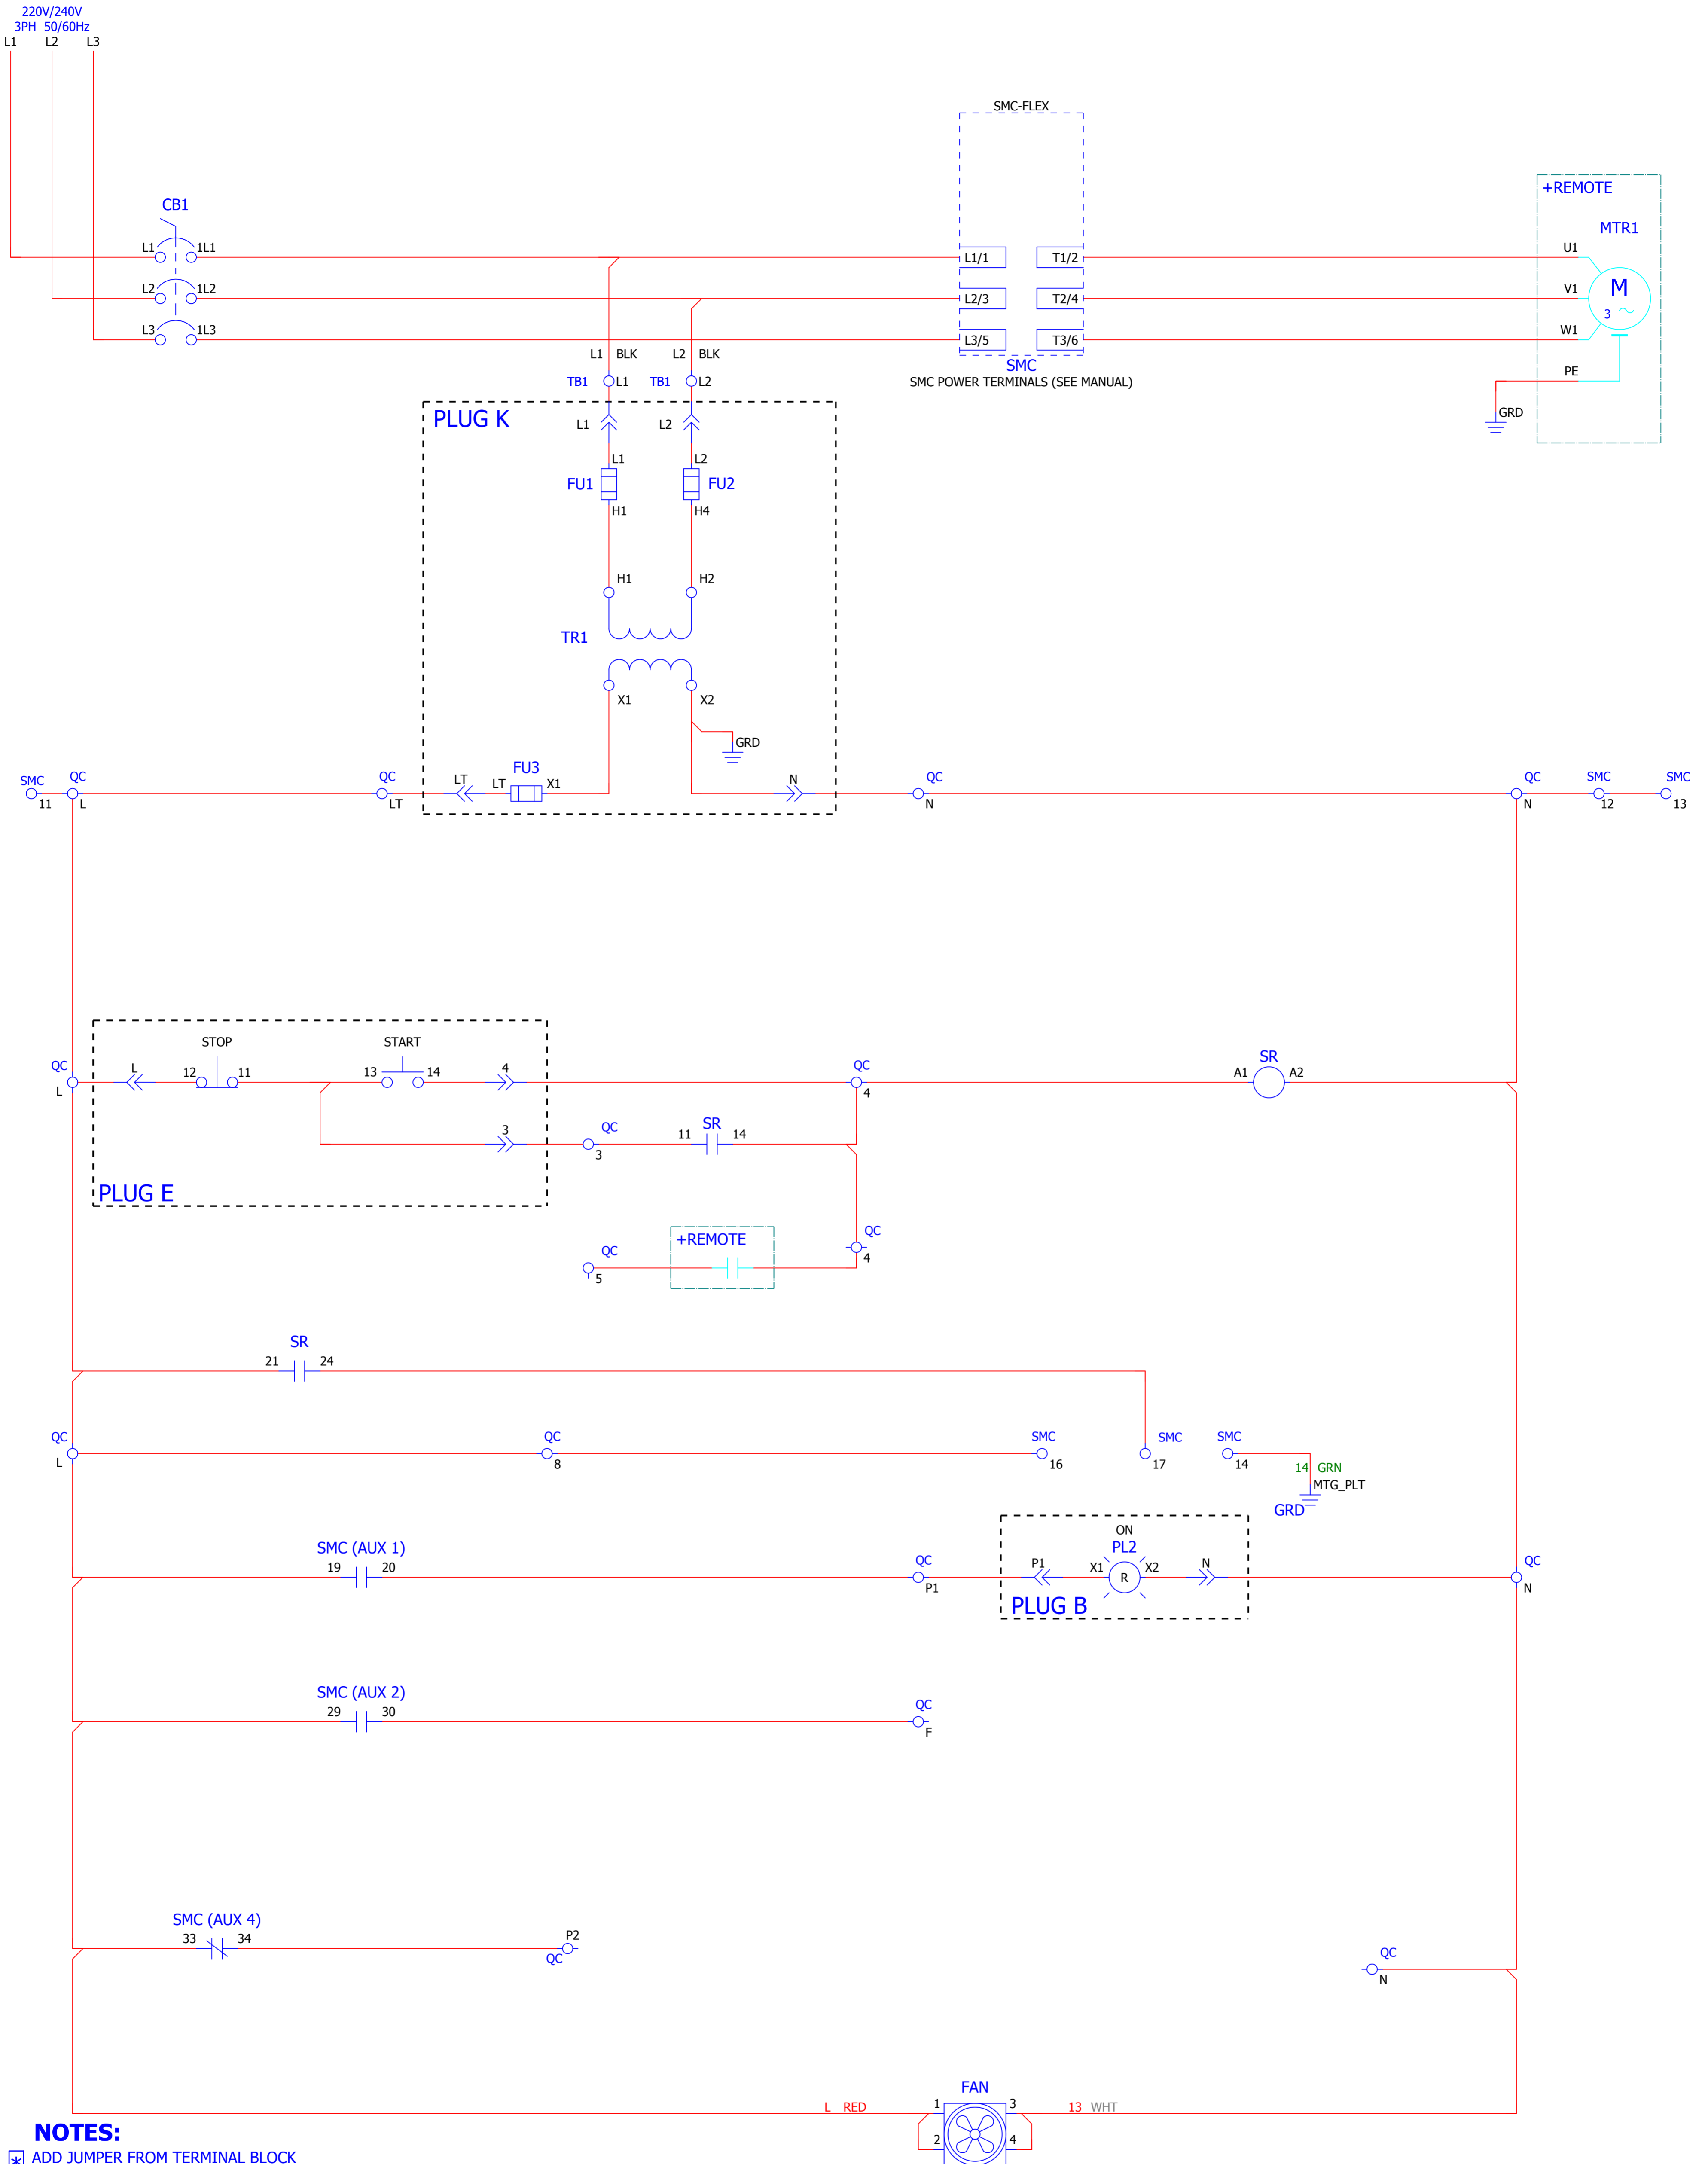 220V/240V
3PH 50/60Hz
L1 L2 L3
SMC-FLEX
+REMOTE
CB1
MTR1
L1 1L1 L1/1 T1/2 U1
L2 1L2 L2/3 T2/4 V1
M
3
L3 1L3 L3/5 T3/6 W1
L1 BLK L2 BLK
SMC
PE
TB1 L1 TB1 L2
SMC POWER TERMINALS (SEE MANUAL)
PLUG K
L1 L2
GRD
L1 L2
FU1 FU2
H1 H4
H1 H2
TR1
X1 X2
GRD
FU3
SMC QC QC LT LT X1 N QC QC SMC SMC
11 L LT N N 12 13
STOP START
QC L 4 QC SR
12 11 13 14 A1 A2
L 4
3 QC SR
11 14
3
PLUG E
QC
+REMOTE
QC 4
5
SR
21 24
QC QC SMC SMC SMC
L 8 16 17 14
14 GRN
MTG_PLT
GRD
ON
SMC (AUX 1) PL2
19 20 QC P1 X1 X2 N QC
R
P1 N
PLUG B
SMC (AUX 2)
29 30 QC
F
SMC (AUX 4)
33 34 P2
QC QC
N
FAN
L RED 1 3 13 WHT
NOTES:
2 4
* ADD JUMPER FROM TERMINAL BLOCK